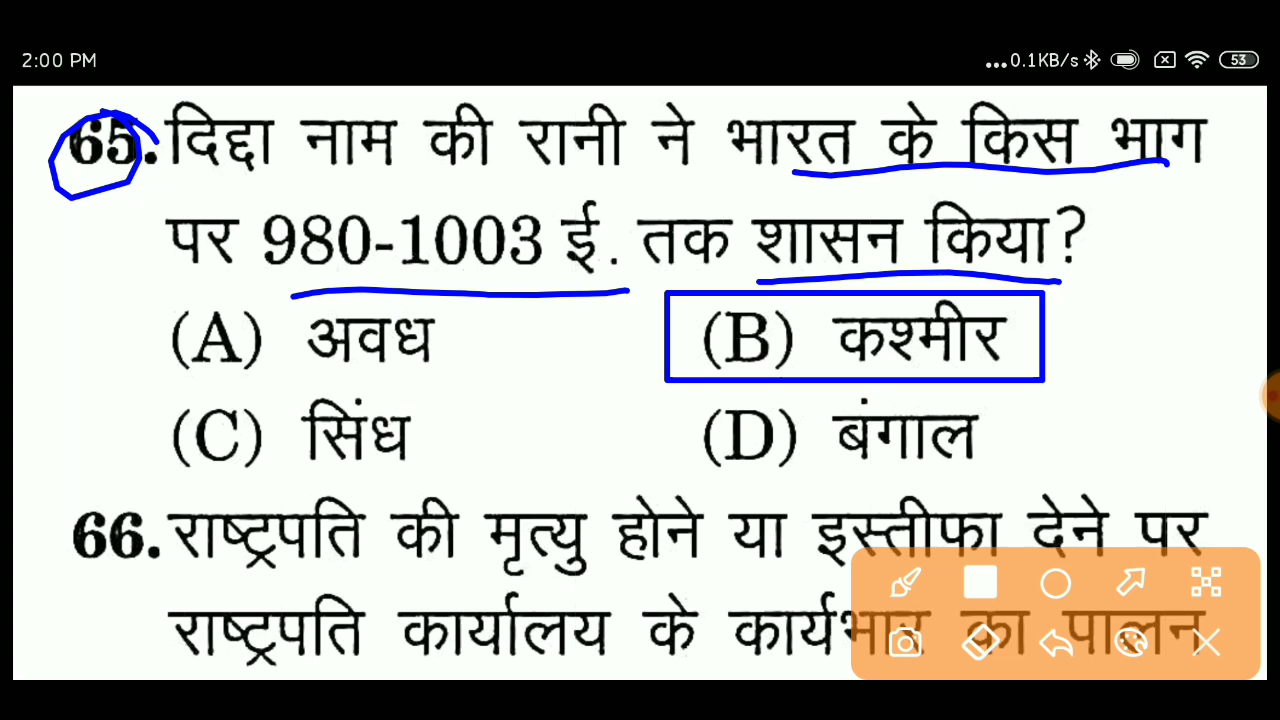 2:00 PM ...0.1KB/s 53
65. दिद्दा नाम की रानी ने भारत के किस भाग
पर 980-1003 ई. तक शासन किया?
(A) अवध (B) कश्मीर
(C) सिंध (D) बंगाल
66. राष्ट्रपति की मृत्यु होने या इस्तीफा देने पर
राष्ट्रपति कार्यालय के कार्यभार का पालन